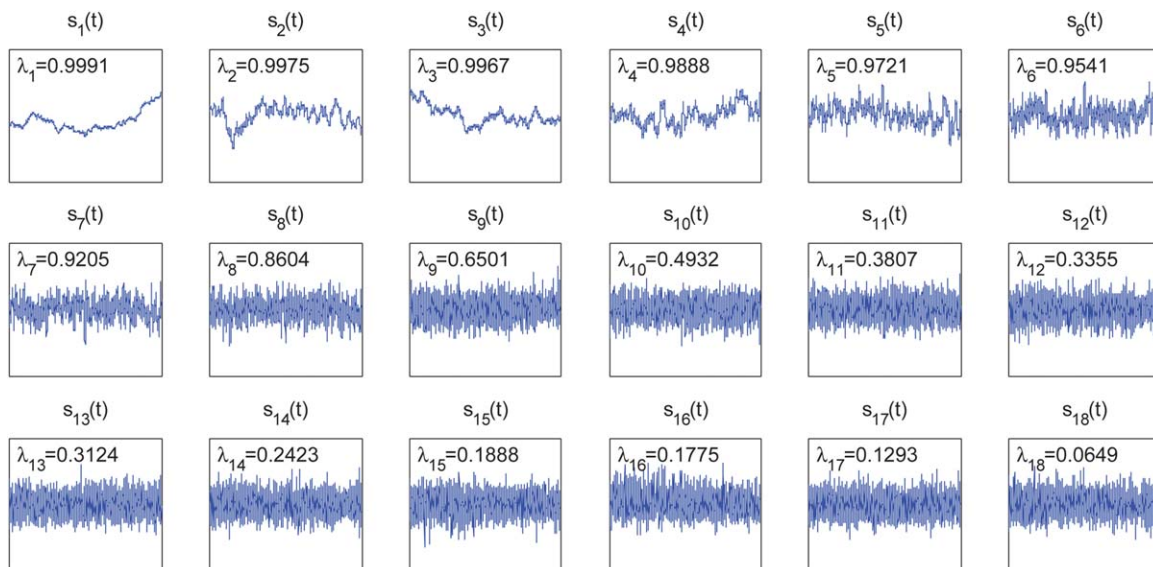 s1(t) s2(t) s3(t) s4(t) s5(t) s6(t)
λ1=0.9991 λ2=0.9975 λ3=0.9967 λ4=0.9888 λ5=0.9721 λ6=0.9541
s7(t) s8(t) s9(t) s10(t) s11(t) s12(t)
λ7=0.9205 λ8=0.8604 λ9=0.6501 λ10=0.4932 λ11=0.3807 λ12=0.3355
s13(t) s14(t) s15(t) s16(t) s17(t) s18(t)
λ13=0.3124 λ14=0.2423 λ15=0.1888 λ16=0.1775 λ17=0.1293 λ18=0.0649